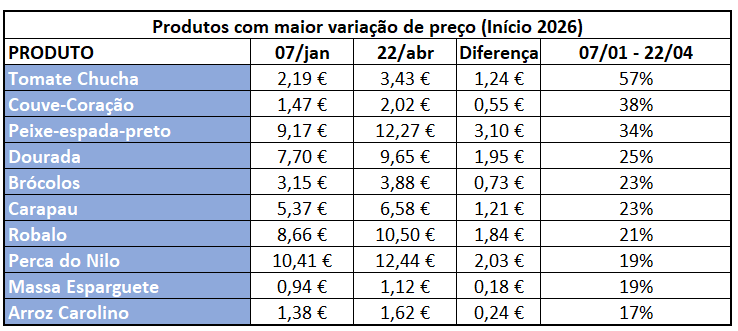 Produtos com maior variação de preço (Início 2026)
PRODUTO 07/jan 22/abr Diferença 07/01 - 22/04
Tomate Chucha 2,19 € 3,43 € 1,24 € 57%
Couve-Coração 1,47 € 2,02 € 0,55 € 38%
Peixe-espada-preto 9,17 € 12,27 € 3,10 € 34%
Dourada 7,70 € 9,65 € 1,95 € 25%
Brócolos 3,15 € 3,88 € 0,73 € 23%
Carapau 5,37 € 6,58 € 1,21 € 23%
Robalo 8,66 € 10,50 € 1,84 € 21%
Perca do Nilo 10,41 € 12,44 € 2,03 € 19%
Massa Esparguete 0,94 € 1,12 € 0,18 € 19%
Arroz Carolino 1,38 € 1,62 € 0,24 € 17%